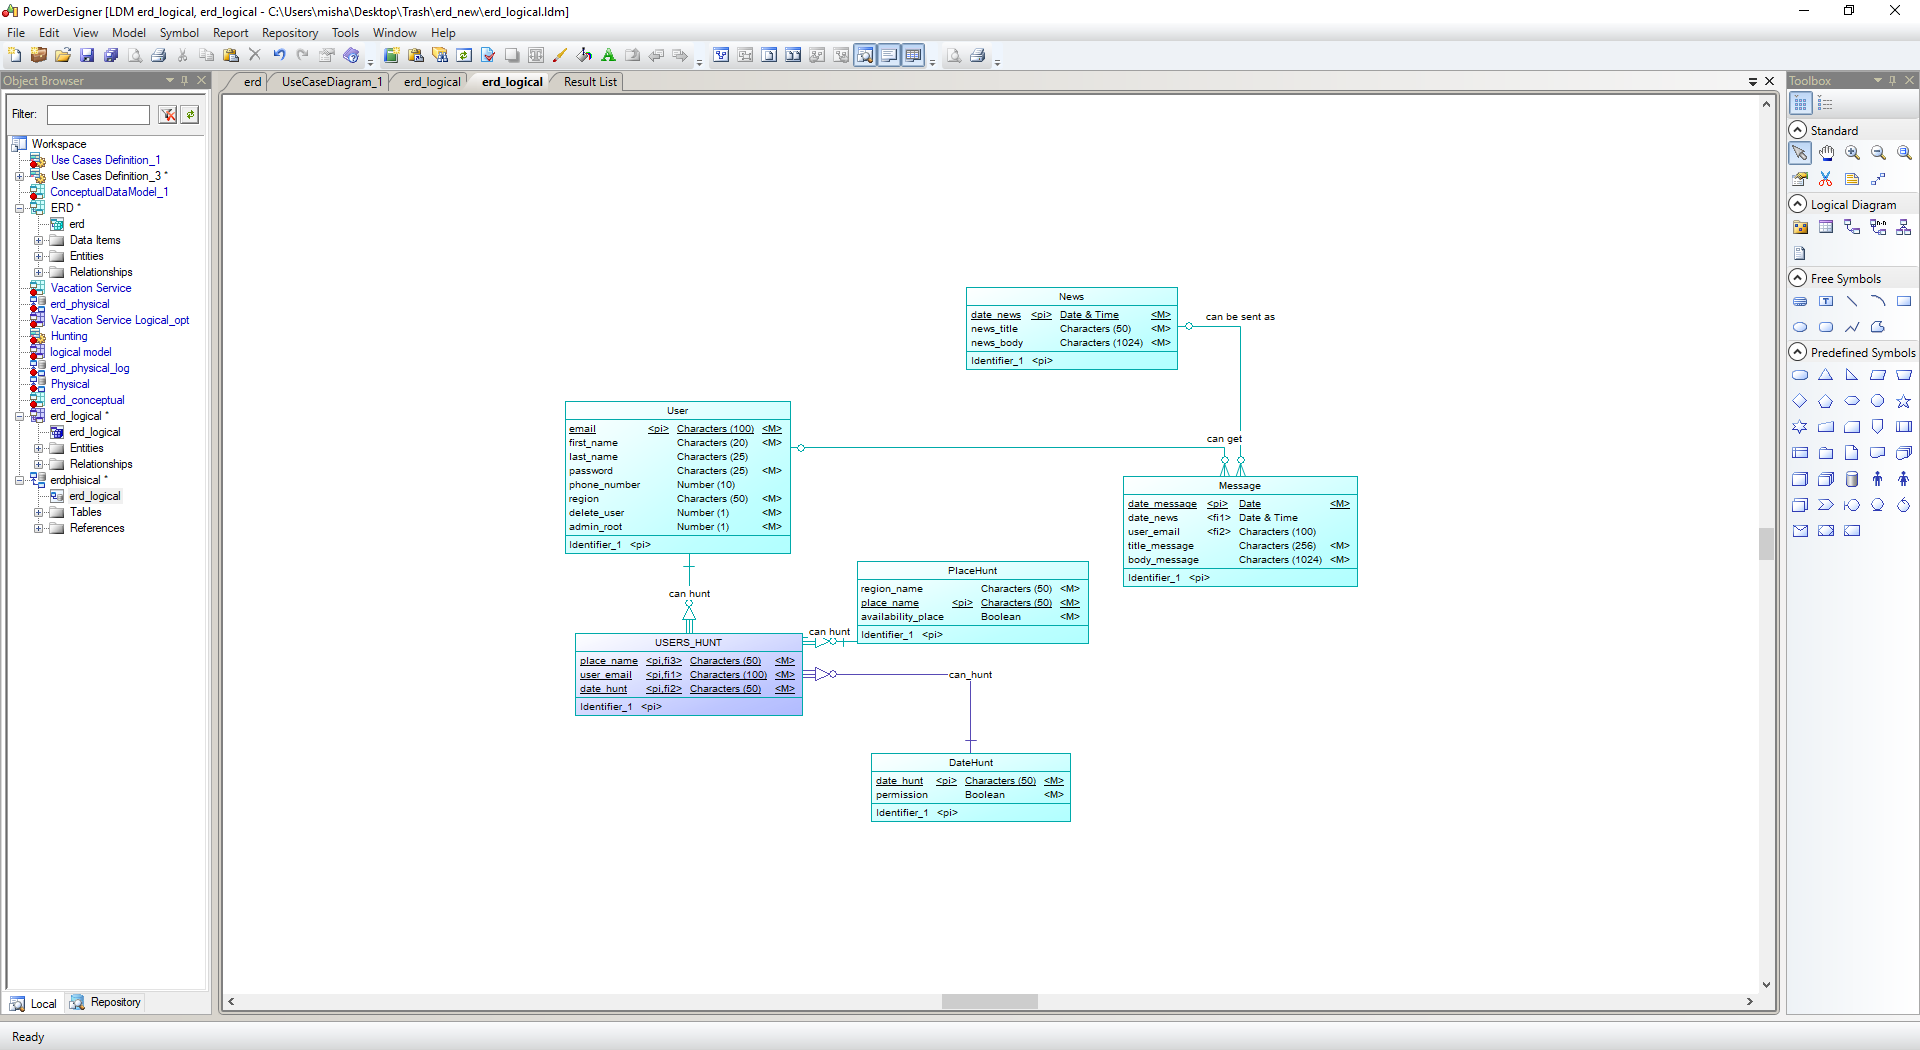 PowerDesigner [LDM erd_logical, erd_logical - C:\Users\misha\Desktop\Trash\erd_new\erd_logical.ldm]
File Edit View Model Symbol Report Repository Tools Window Help
Object Browser
erd UseCaseDiagram_1 erd_logical erd_logical Result List
Toolbox
Filter:
Workspace
Use Cases Definition_1
Use Cases Definition_3 *
ConceptualDataModel_1
ERD *
erd
Data Items
Entities
Relationships
Vacation Service
erd_physical
Vacation Service Logical_opt
Hunting
logical model
erd_physical_log
Physical
erd_conceptual
erd_logical *
erd_logical
Entities
Relationships
erdphisical *
erd_logical
Tables
References
Local Repository
News
date_news <pi> Date & Time <M>
news_title Characters (50) <M>
news_body Characters (1024) <M>
Identifier_1 <pi>
can be sent as
User
email <pi> Characters (100) <M>
first_name Characters (20) <M>
last_name Characters (25)
password Characters (25) <M>
phone_number Number (10)
region Characters (50) <M>
delete_user Number (1) <M>
admin_root Number (1) <M>
Identifier_1 <pi>
can get
Message
date_message <pi> Date <M>
date_news <fi1> Date & Time
user_email <fi2> Characters (100)
title_message Characters (256) <M>
body_message Characters (1024) <M>
Identifier_1 <pi>
can hunt
PlaceHunt
region_name Characters (50) <M>
place_name <pi> Characters (50) <M>
availability_place Boolean <M>
Identifier_1 <pi>
can hunt
USERS_HUNT
place_name <pi,fi3> Characters (50) <M>
user_email <pi,fi1> Characters (100) <M>
date_hunt <pi,fi2> Characters (50) <M>
Identifier_1 <pi>
can_hunt
DateHunt
date_hunt <pi> Characters (50) <M>
permission Boolean <M>
Identifier_1 <pi>
Standard
Logical Diagram
Free Symbols
Predefined Symbols
Ready